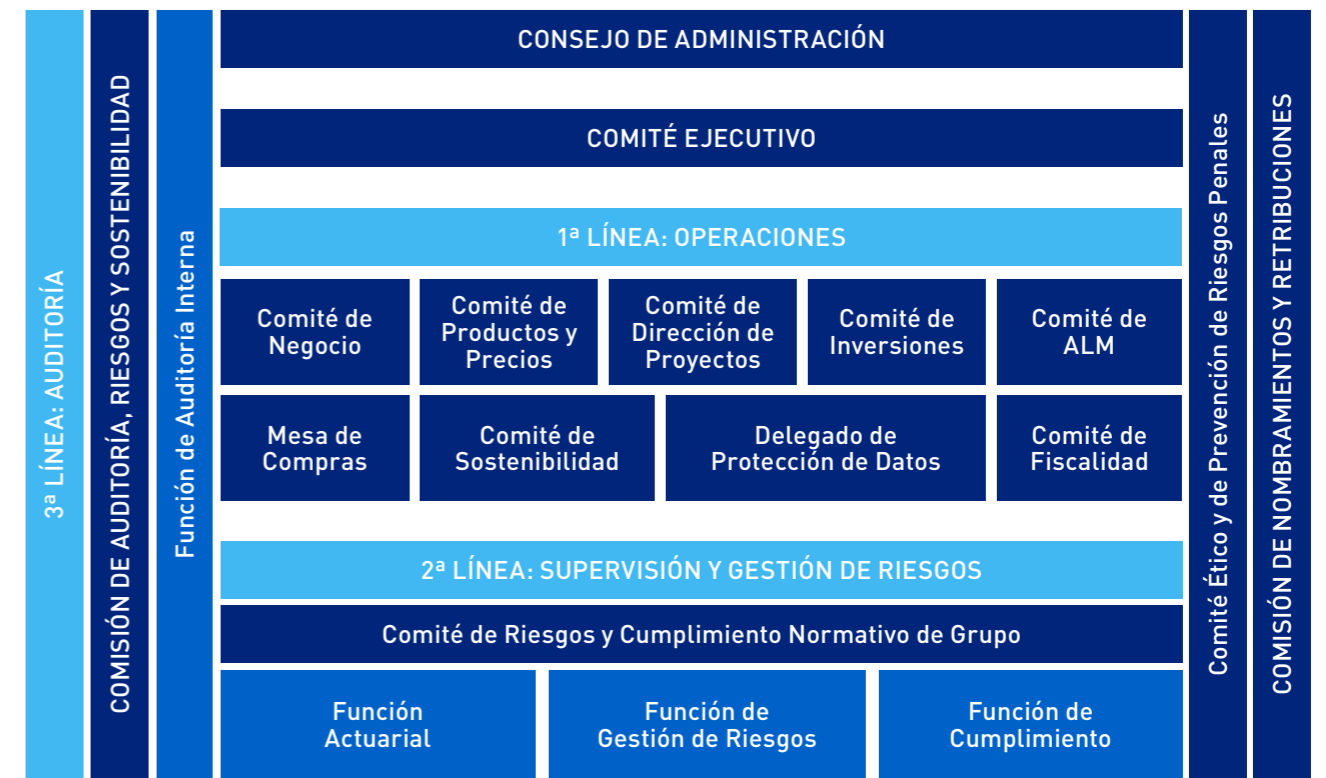 3ª LÍNEA: AUDITORÍA
COMISIÓN DE AUDITORÍA, RIESGOS Y SOSTENIBILIDAD
Función de Auditoría Interna
CONSEJO DE ADMINISTRACIÓN
COMITÉ EJECUTIVO
1ª LÍNEA: OPERACIONES
Comité de
Negocio
Comité de
Productos y
Precios
Comité de
Dirección de
Proyectos
Comité de
Inversiones
Comité de
ALM
Mesa de
Compras
Comité de
Sostenibilidad
Delegado de
Protección de Datos
Comité de
Fiscalidad
2ª LÍNEA: SUPERVISIÓN Y GESTIÓN DE RIESGOS
Comité de Riesgos y Cumplimiento Normativo de Grupo
Función
Actuarial
Función de
Gestión de Riesgos
Función de
Cumplimiento
Comité Ético y de Prevención de Riesgos Penales
COMISIÓN DE NOMBRAMIENTOS Y RETRIBUCIONES